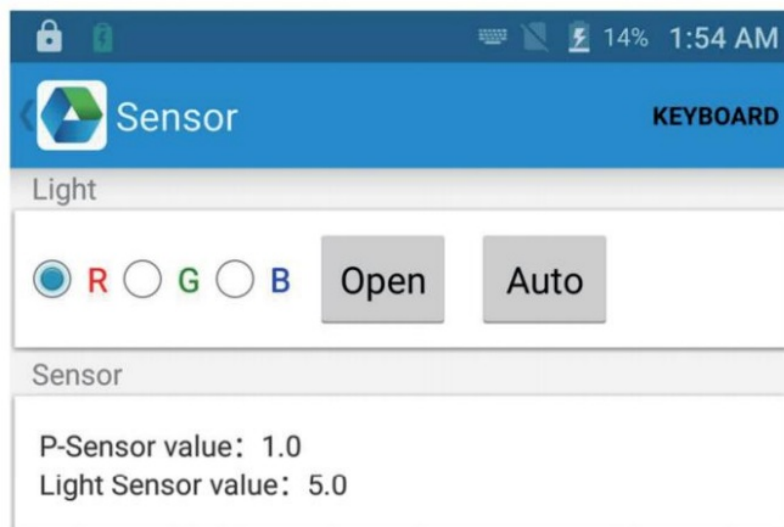 14% 1:54 AM
Sensor KEYBOARD
Light
R G B Open Auto
Sensor
P-Sensor value：1.0
Light Sensor value：5.0